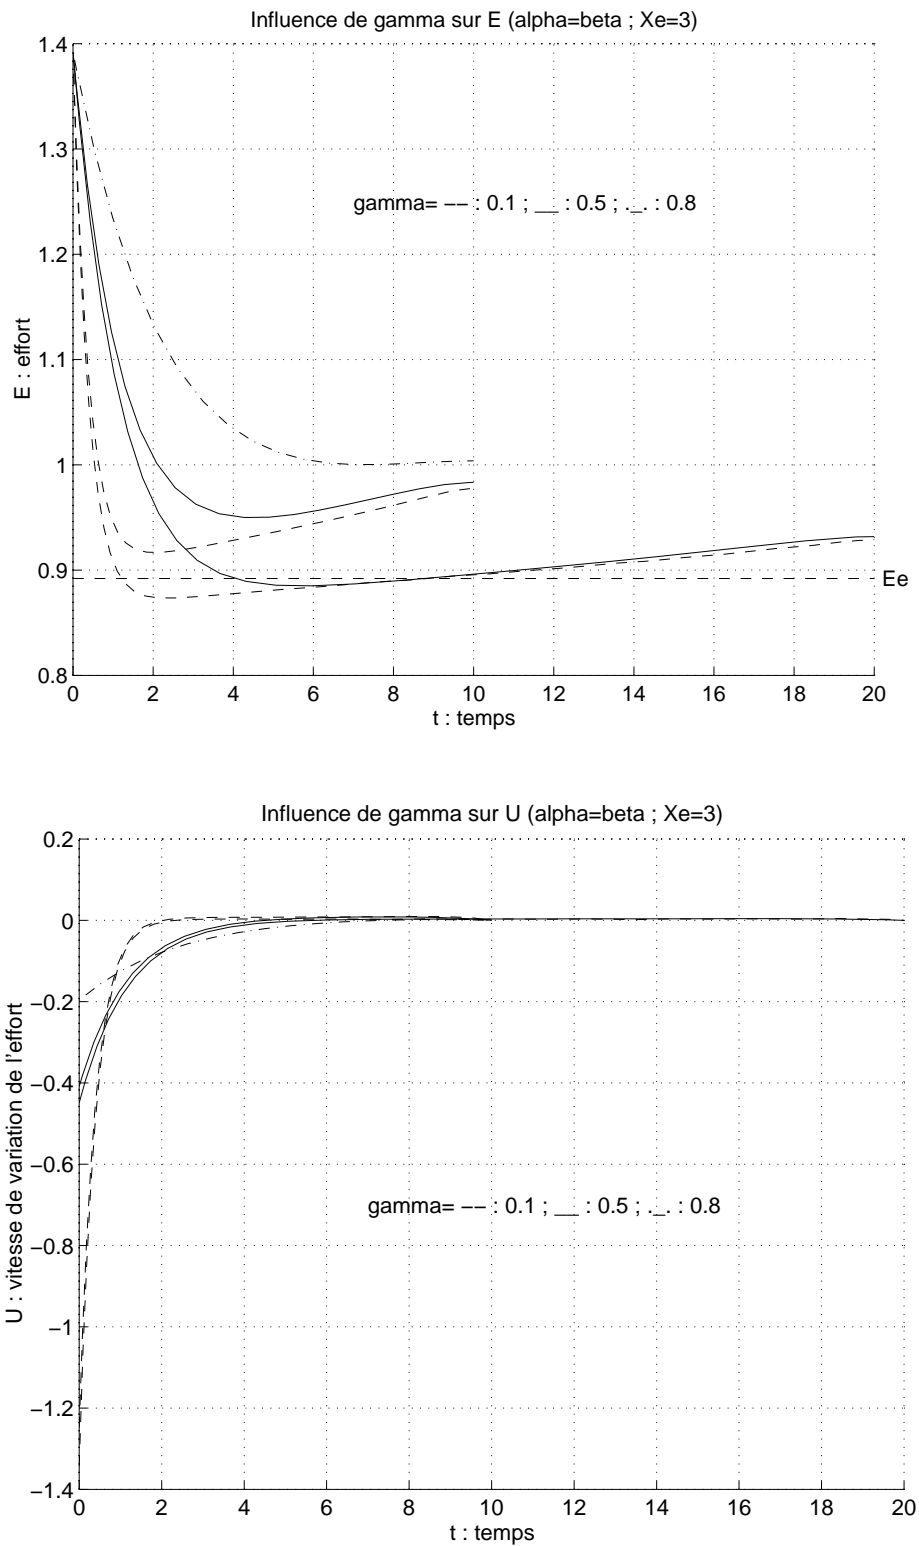 Influence de gamma sur E (alpha=beta ; Xe=3)
1.4
1.3
1.2
1.1
1
0.9
0.8
E : effort
gamma= −− : 0.1 ; __ : 0.5 ; ._. : 0.8
Ee
0 2 4 6 8 10 12 14 16 18 20
t : temps
Influence de gamma sur U (alpha=beta ; Xe=3)
0.2
0
−0.2
−0.4
−0.6
−0.8
−1
−1.2
−1.4
U : vitesse de variation de l'effort
gamma= −− : 0.1 ; __ : 0.5 ; ._. : 0.8
0 2 4 6 8 10 12 14 16 18 20
t : temps